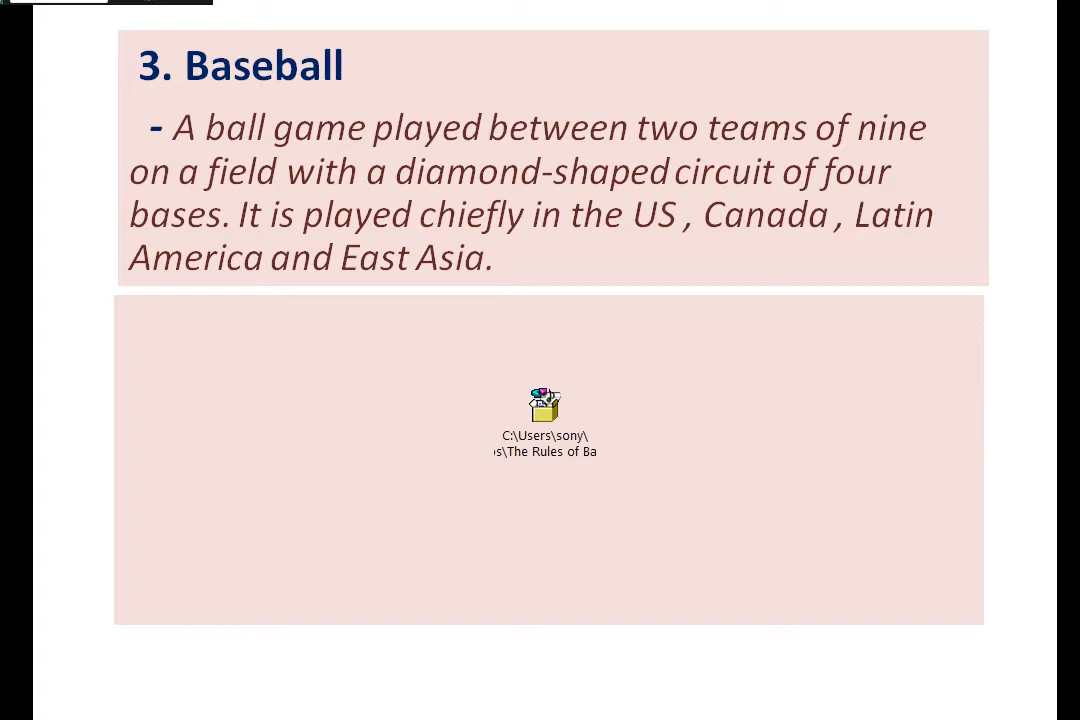 3. Baseball
- A ball game played between two teams of nine
on a field with a diamond-shaped circuit of four
bases. It is played chiefly in the US , Canada , Latin
America and East Asia.
C:\Users\sony\
os\The Rules of Ba